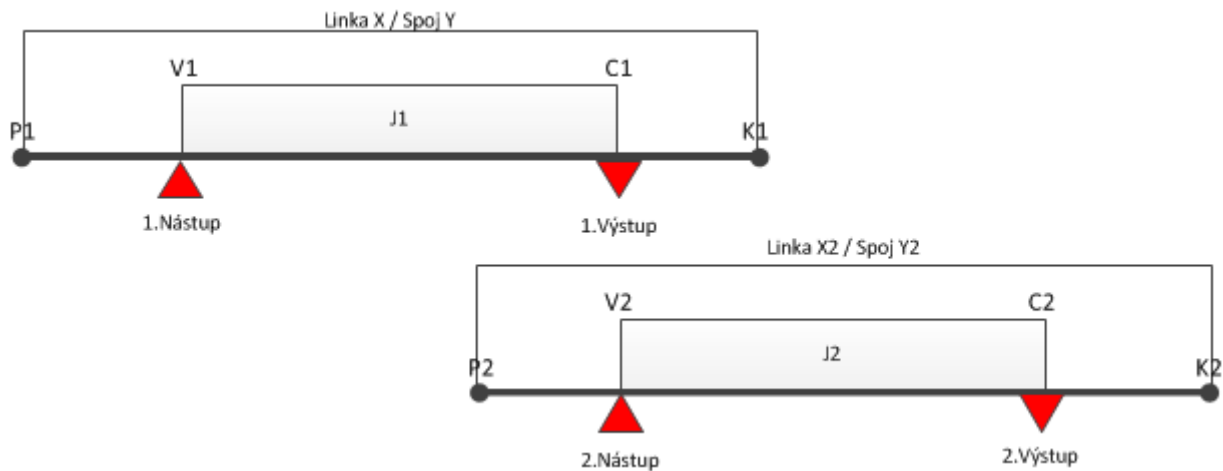 Linka X / Spoj Y
V1
C1
J1
P1
K1
1.Nástup
1.Výstup
Linka X2 / Spoj Y2
V2
C2
J2
P2
K2
2.Nástup
2.Výstup